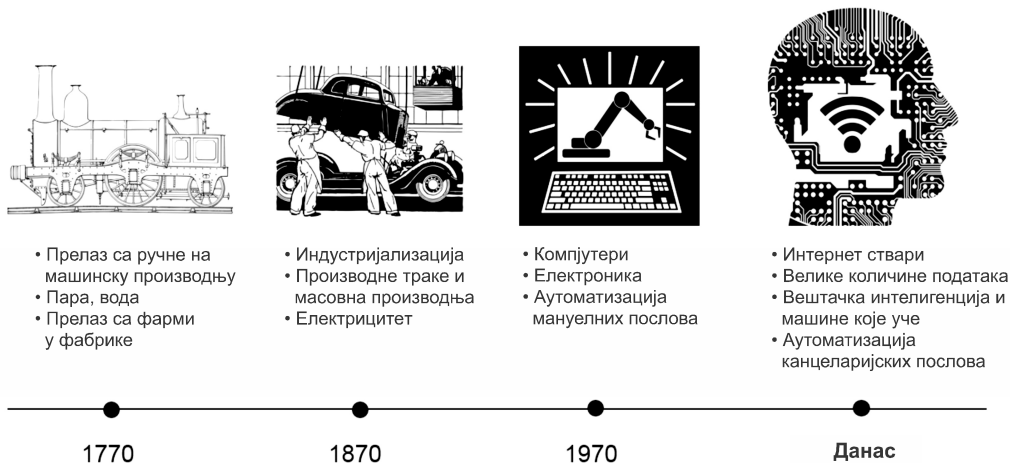 • Прелаз са ручне на
машинску производњу
• Пара, вода
• Прелаз са фарми
у фабрике
• Индустријализација
• Производне траке и
масовна производња
• Електрицитет
• Компјутери
• Електроника
• Аутоматизација
мануелних послова
• Интернет ствари
• Велике количине података
• Вештачка интелигенција и
машине које уче
• Аутоматизација
канцеларијских послова
1770
1870
1970
Данас